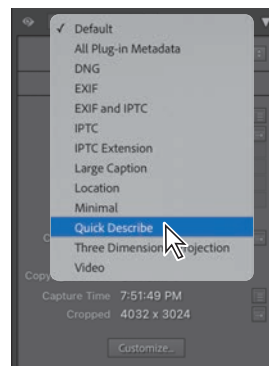 ✓ Default
All Plug-in Metadata
DNG
EXIF
EXIF and IPTC
IPTC
IPTC Extension
Large Caption
Location
Minimal
Quick Describe
Three Dimension
Video
Capture Time 7:51:49 PM
Cropped 4032 x 3024
Customize...